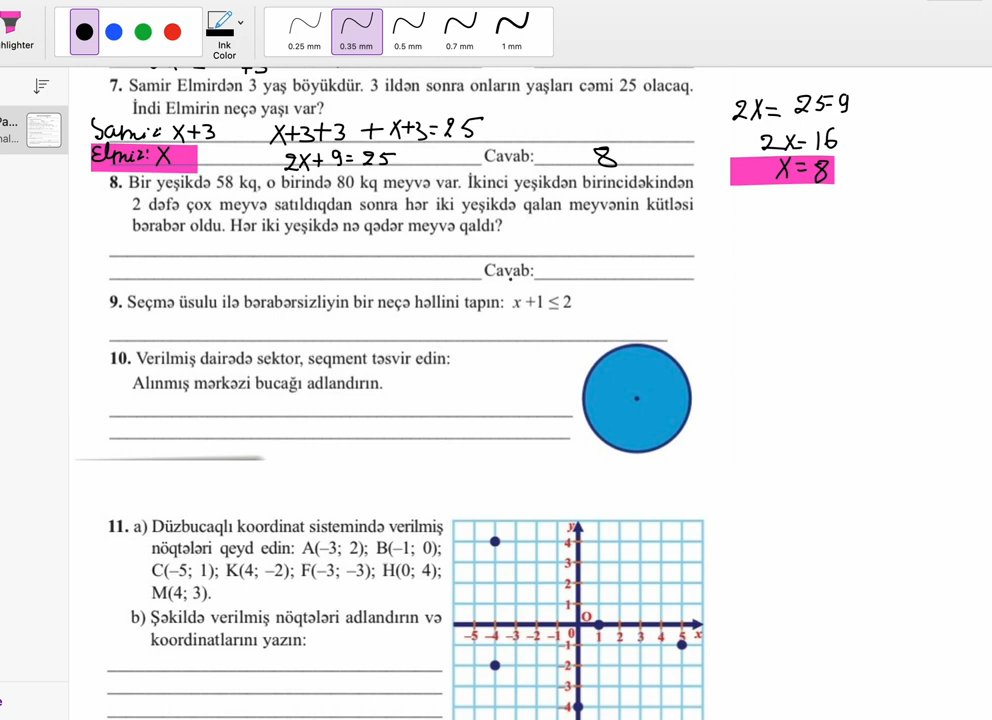 hlighter
Ink
Color
0.25 mm
0.35 mm
0.5 mm
0.7 mm
1 mm
Pa...
nal...
7. Samir Elmirdən 3 yaş böyükdür. 3 ildən sonra onların yaşları cəmi 25 olacaq.
İndi Elmirin neçə yaşı var?
Samir: x+3 x+3+3 +x+3=25
Elmir: x 2x+9=25 Cavab: 8
2x= 25-9
2x=16
x=8
8. Bir yeşikdə 58 kq, o birində 80 kq meyvə var. İkinci yeşikdən birincidəkindən
2 dəfə çox meyvə satıldıqdan sonra hər iki yeşikdə qalan meyvənin kütləsi
bərabər oldu. Hər iki yeşikdə nə qədər meyvə qaldı?
Cavab:
9. Seçmə üsulu ilə bərabərsizliyin bir neçə həllini tapın: x +1 ≤ 2
10. Verilmiş dairədə sektor, seqment təsvir edin:
Alınmış mərkəzi bucağı adlandırın.
11. a) Düzbucaqlı koordinat sistemində verilmiş
nöqtələri qeyd edin: A(–3; 2); B(–1; 0);
C(–5; 1); K(4; –2); F(–3; –3); H(0; 4);
M(4; 3).
b) Şəkildə verilmiş nöqtələri adlandırın və
koordinatlarını yazın:
y
4
3
2
1
O
–5 –4 –3 –2 –1 0 1 2 3 4 5 x
–1
–2
–3
–4